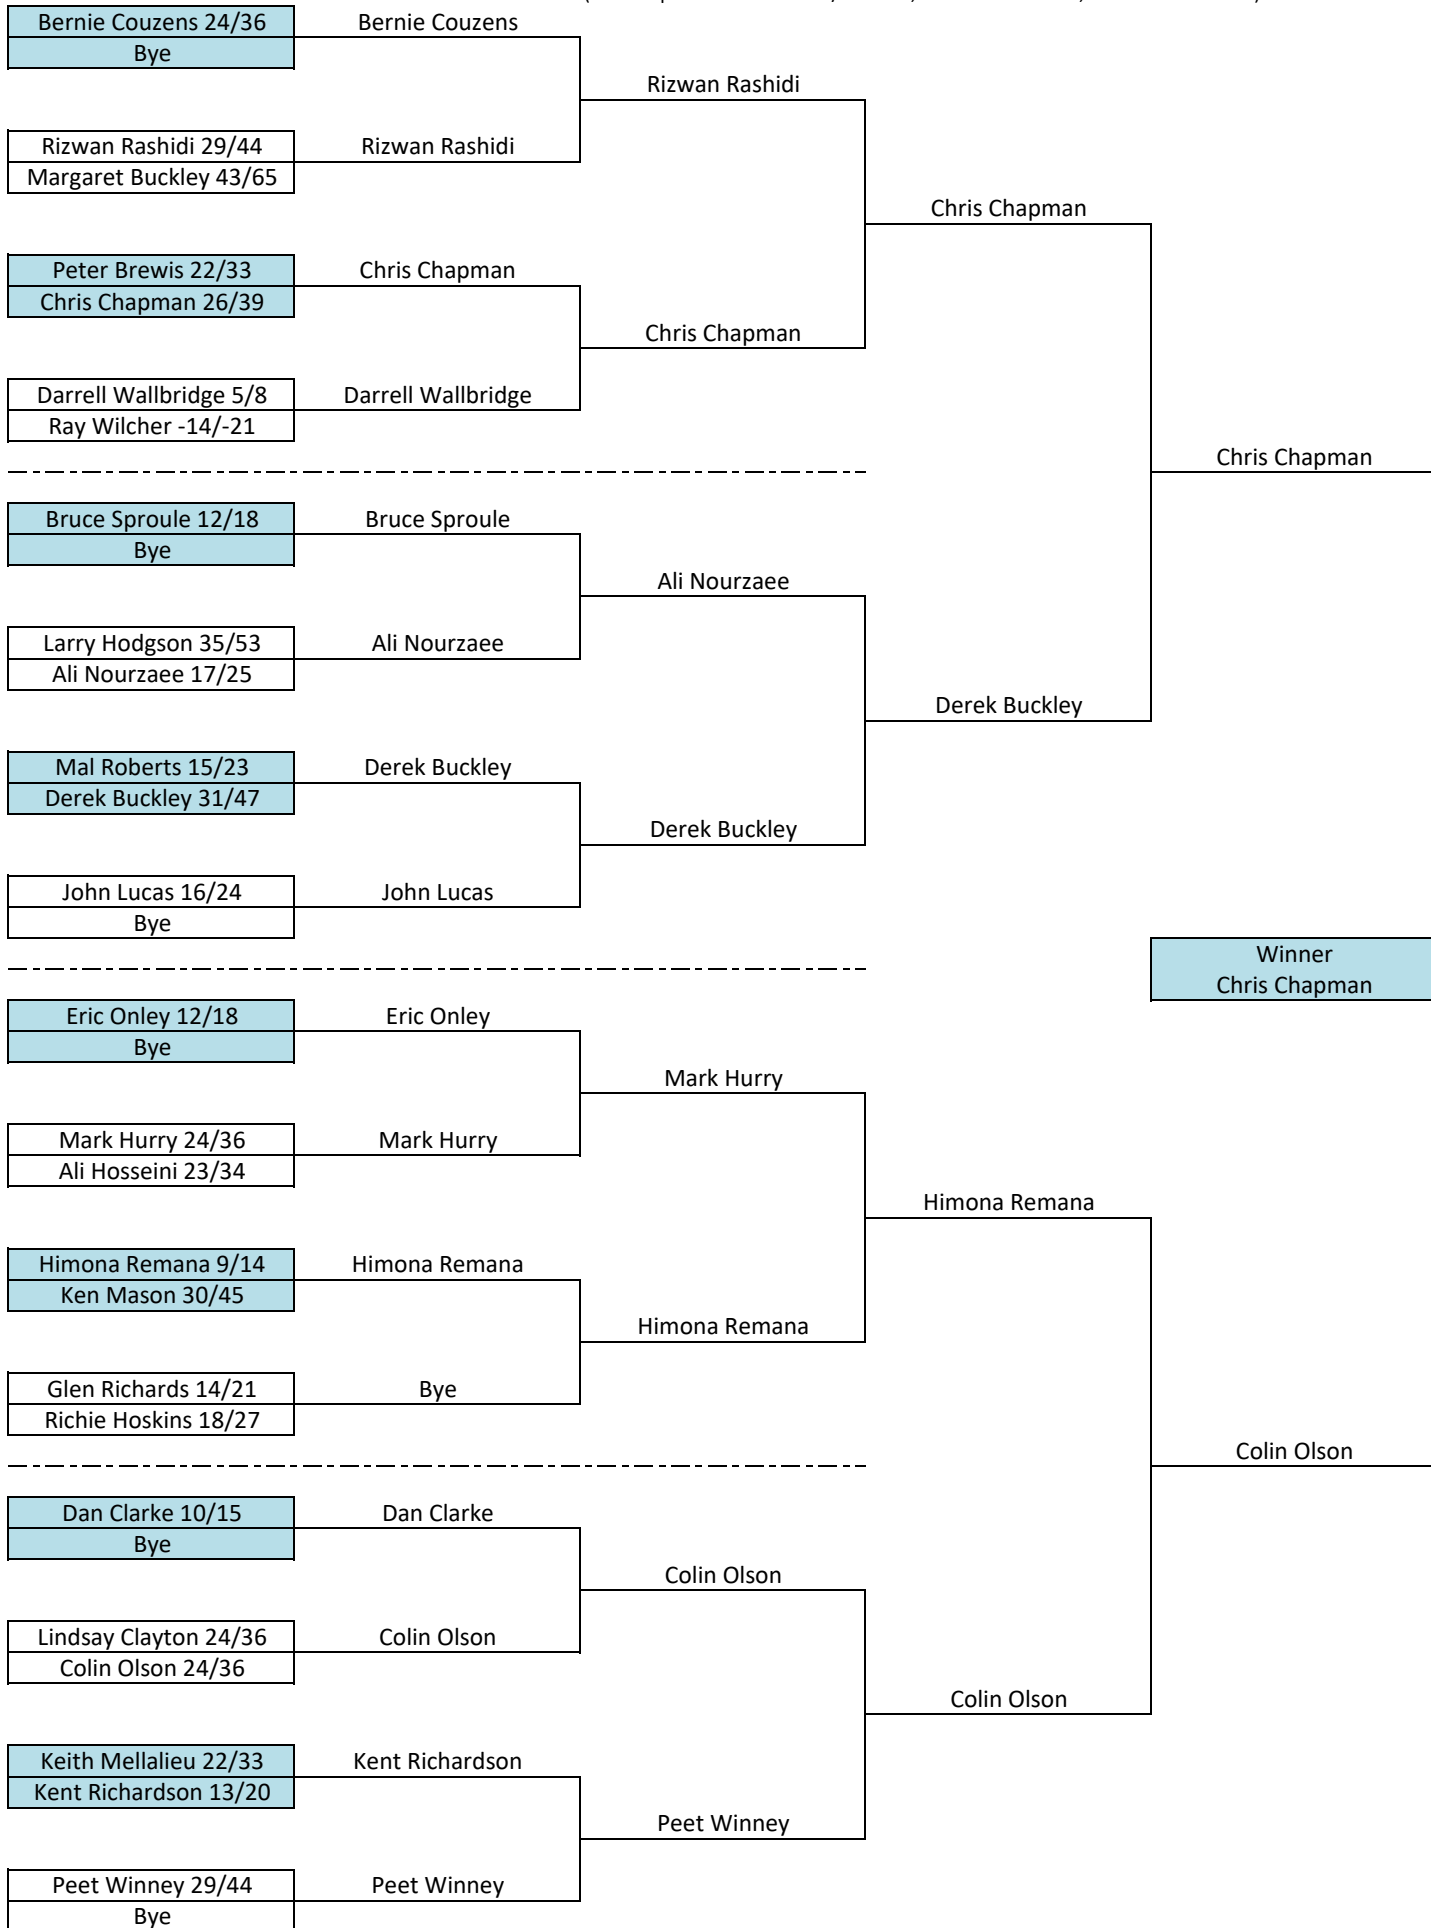 Bernie Couzens 24/36
Bye
Bernie Couzens
Rizwan Rashidi
Rizwan Rashidi 29/44
Margaret Buckley 43/65
Rizwan Rashidi
Chris Chapman
Peter Brewis 22/33
Chris Chapman 26/39
Chris Chapman
Chris Chapman
Darrell Wallbridge 5/8
Ray Wilcher -14/-21
Darrell Wallbridge
Chris Chapman
Bruce Sproule 12/18
Bye
Bruce Sproule
Ali Nourzaee
Larry Hodgson 35/53
Ali Nourzaee 17/25
Ali Nourzaee
Derek Buckley
Mal Roberts 15/23
Derek Buckley 31/47
Derek Buckley
Derek Buckley
John Lucas 16/24
Bye
John Lucas
Winner
Chris Chapman
Eric Onley 12/18
Bye
Eric Onley
Mark Hurry
Mark Hurry 24/36
Ali Hosseini 23/34
Mark Hurry
Himona Remana
Himona Remana 9/14
Ken Mason 30/45
Himona Remana
Himona Remana
Glen Richards 14/21
Richie Hoskins 18/27
Bye
Colin Olson
Dan Clarke 10/15
Bye
Dan Clarke
Colin Olson
Lindsay Clayton 24/36
Colin Olson 24/36
Colin Olson
Colin Olson
Keith Mellalieu 22/33
Kent Richardson 13/20
Kent Richardson
Peet Winney
Peet Winney 29/44
Bye
Peet Winney